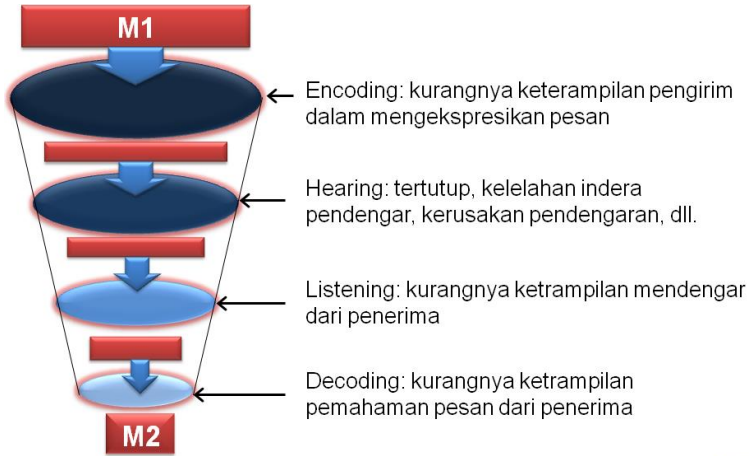 M1
Encoding: kurangnya keterampilan pengirim
dalam mengekspresikan pesan
Hearing: tertutup, kelelahan indera
pendengar, kerusakan pendengaran, dll.
Listening: kurangnya ketrampilan mendengar
dari penerima
Decoding: kurangnya ketrampilan
pemahaman pesan dari penerima
M2